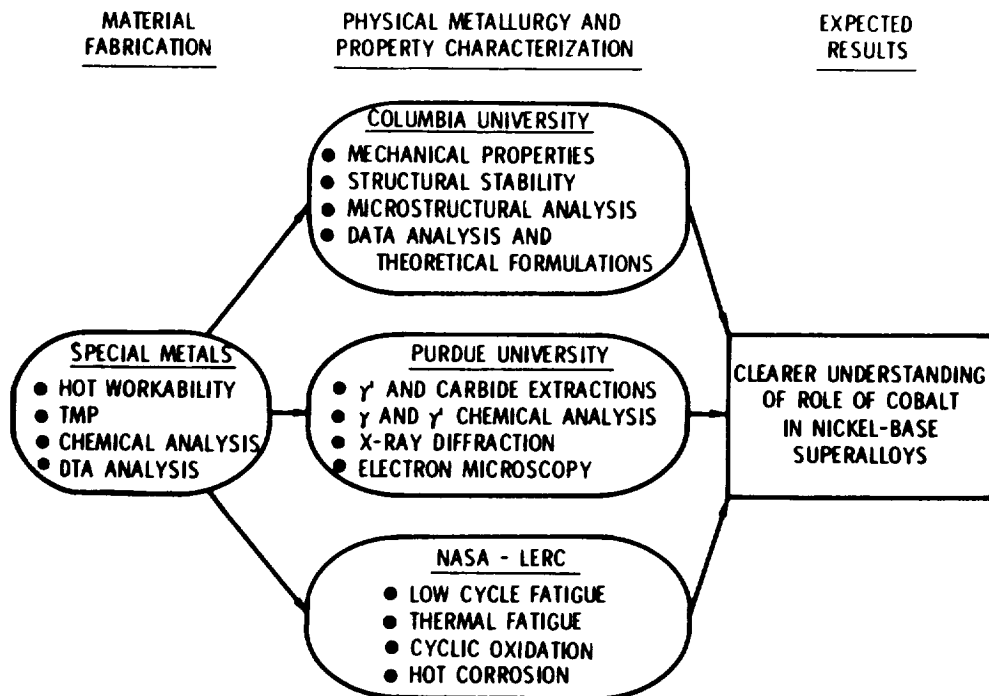 MATERIAL
FABRICATION
PHYSICAL METALLURGY AND
PROPERTY CHARACTERIZATION
EXPECTED
RESULTS
COLUMBIA UNIVERSITY
● MECHANICAL PROPERTIES
● STRUCTURAL STABILITY
● MICROSTRUCTURAL ANALYSIS
● DATA ANALYSIS AND
THEORETICAL FORMULATIONS
SPECIAL METALS
● HOT WORKABILITY
● TMP
● CHEMICAL ANALYSIS
● DTA ANALYSIS
PURDUE UNIVERSITY
● γ' AND CARBIDE EXTRACTIONS
● γ AND γ' CHEMICAL ANALYSIS
● X-RAY DIFFRACTION
● ELECTRON MICROSCOPY
NASA - LERC
● LOW CYCLE FATIGUE
● THERMAL FATIGUE
● CYCLIC OXIDATION
● HOT CORROSION
CLEARER UNDERSTANDING
OF ROLE OF COBALT
IN NICKEL-BASE
SUPERALLOYS